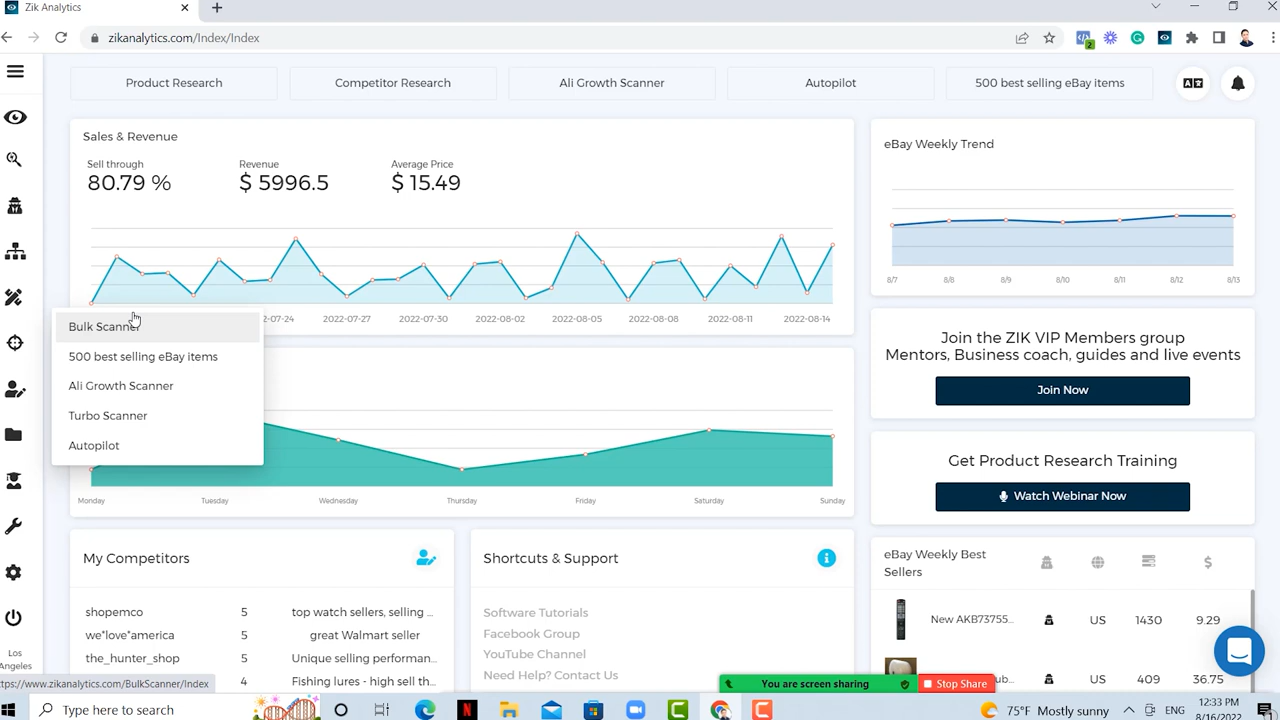 Zik Analytics
zikanalytics.com/Index/Index
2
Product Research
Competitor Research
Ali Growth Scanner
Autopilot
500 best selling eBay items
Sales & Revenue
Sell through
80.79 %
Revenue
$ 5996.5
Average Price
$ 15.49
07-24
2022-07-27
2022-07-30
2022-08-02
2022-08-05
2022-08-08
2022-08-11
2022-08-14
eBay Weekly Trend
8/7
8/8
8/9
8/10
8/11
8/12
8/13
Bulk Scanner
500 best selling eBay items
Ali Growth Scanner
Turbo Scanner
Autopilot
Monday
Tuesday
Wednesday
Thursday
Friday
Saturday
Sunday
Join the ZIK VIP Members group
Mentors, Business coach, guides and live events
Join Now
Get Product Research Training
Watch Webinar Now
My Competitors
shopemco 5 top watch sellers, selling ...
we*love*america 5 great Walmart seller
the_hunter_shop 5 Unique selling performan...
4 Fishing lures - high sell ...
Shortcuts & Support
Software Tutorials
Facebook Group
YouTube Channel
Need Help? Contact Us
eBay Weekly Best
Sellers
$
New AKB73755... US 1430 9.29
ub... US 409 36.75
Los
Angeles
ttps://www.zikanalytics.com/BulkScanner/Index
You are screen sharing
Stop Share
Type here to search
75°F Mostly sunny
12:33 PM